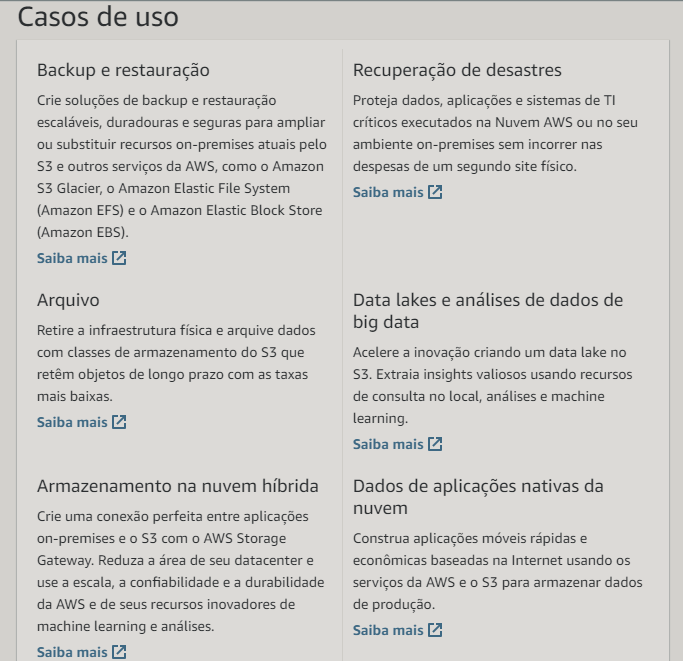 Casos de uso
Backup e restauração
Crie soluções de backup e restauração
escaláveis, duradouras e seguras para ampliar
ou substituir recursos on-premises atuais pelo
S3 e outros serviços da AWS, como o Amazon
S3 Glacier, o Amazon Elastic File System
(Amazon EFS) e o Amazon Elastic Block Store
(Amazon EBS).
Saiba mais
Recuperação de desastres
Proteja dados, aplicações e sistemas de TI
críticos executados na Nuvem AWS ou no seu
ambiente on-premises sem incorrer nas
despesas de um segundo site físico.
Saiba mais
Arquivo
Retire a infraestrutura física e arquive dados
com classes de armazenamento do S3 que
retêm objetos de longo prazo com as taxas
mais baixas.
Saiba mais
Data lakes e análises de dados de
big data
Acelere a inovação criando um data lake no
S3. Extraia insights valiosos usando recursos
de consulta no local, análises e machine
learning.
Saiba mais
Armazenamento na nuvem híbrida
Crie uma conexão perfeita entre aplicações
on-premises e o S3 com o AWS Storage
Gateway. Reduza a área de seu datacenter e
use a escala, a confiabilidade e a durabilidade
da AWS e de seus recursos inovadores de
machine learning e análises.
Saiba mais
Dados de aplicações nativas da
nuvem
Construa aplicações móveis rápidas e
econômicas baseadas na Internet usando os
serviços da AWS e o S3 para armazenar dados
de produção.
Saiba mais